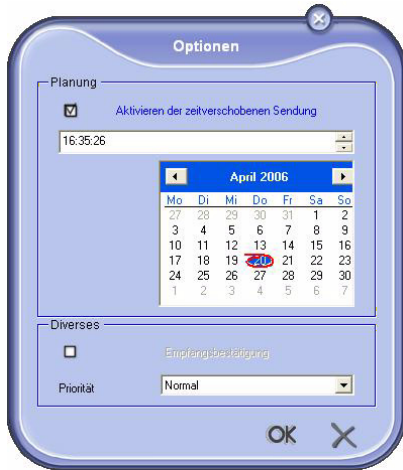 Optionen
Planung
Aktivieren der zeitverschobenen Sendung
16:35:26
April 2006
Mo Di Mi Do Fr Sa So
27 28 29 30 31 1 2
3 4 5 6 7 8 9
10 11 12 13 14 15 16
17 18 19 20 21 22 23
24 25 26 27 28 29 30
1 2 3 4 5 6 7
Diverses
Empfangsbestätigung
Priorität Normal
OK